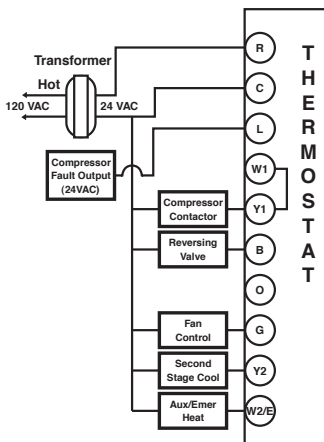 Transformer
Hot
120 VAC
24 VAC
Compressor
Fault Output
(24VAC)
Compressor
Contactor
Reversing
Valve
Fan
Control
Second
Stage Cool
Aux/Emer
Heat
R
C
L
W1
Y1
B
O
G
Y2
W2/E
THERMOSTAT